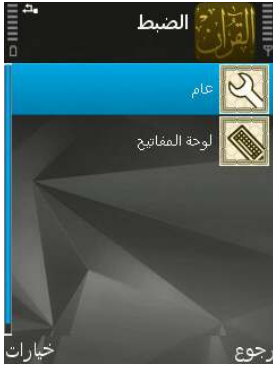 القرآن
الضبط
عام
لوحة المفاتيح
رجوع
خيارات